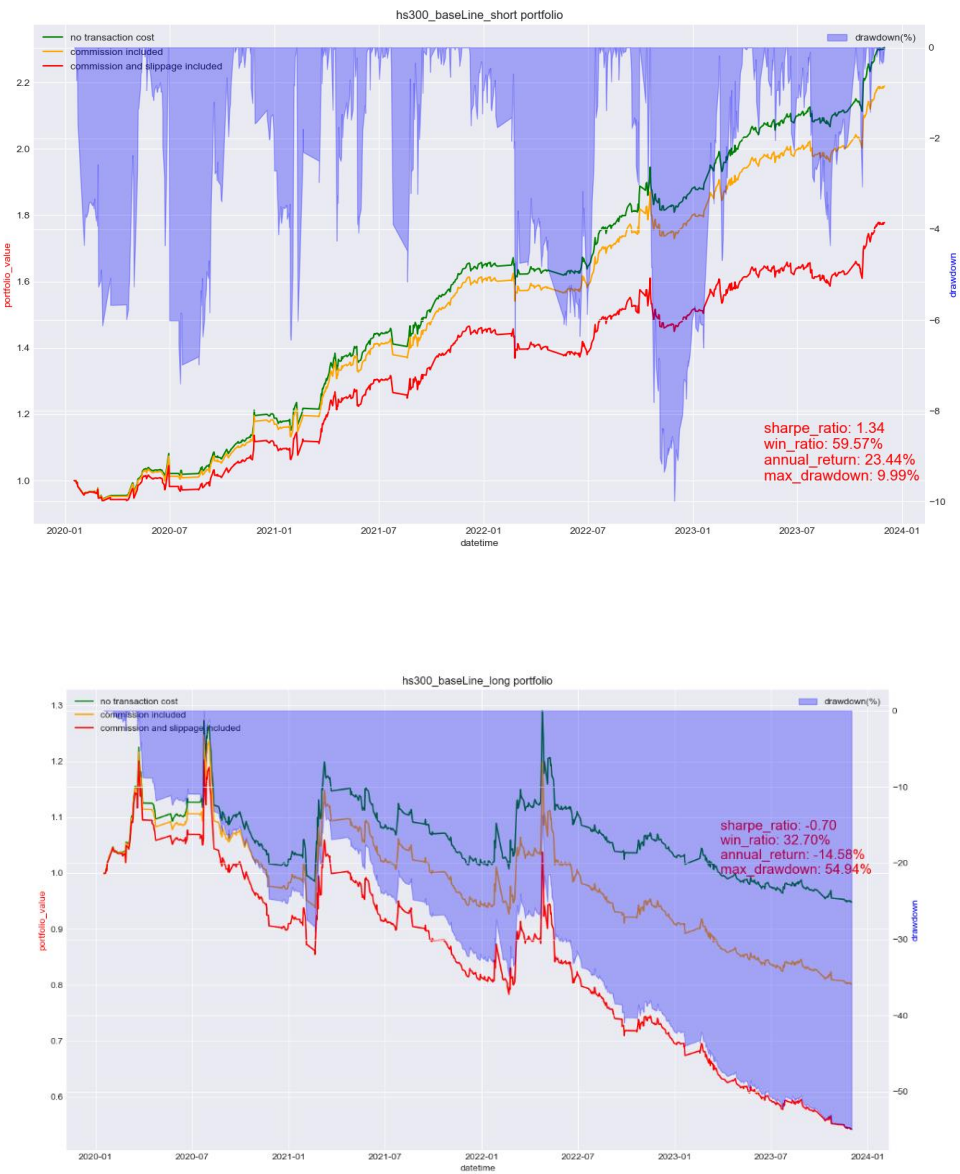 hs300_baseLine_short portfolio
no transaction cost
commission included
commission and slippage included
drawdown(%)
2.2
2.0
1.8
1.6
1.4
1.2
1.0
portfolio_value
0
−2
−4
−6
−8
−10
drawdown
sharpe_ratio: 1.34
win_ratio: 59.57%
annual_return: 23.44%
max_drawdown: 9.99%
2020-01 2020-07 2021-01 2021-07 2022-01 2022-07 2023-01 2023-07 2024-01
datetime
hs300_baseLine_long portfolio
no transaction cost
commission included
commission and slippage included
drawdown(%)
1.3
1.2
1.1
1.0
0.9
0.8
0.7
0.6
portfolio_value
0
−10
−20
−30
−40
−50
drawdown
sharpe_ratio: -0.70
win_ratio: 32.70%
annual_return: -14.58%
max_drawdown: 54.94%
2020-01 2020-07 2021-01 2021-07 2022-01 2022-07 2023-01 2023-07 2024-01
datetime